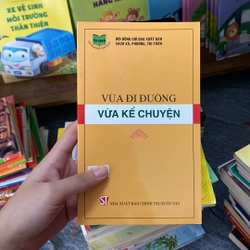 XE VỆ SINH
MÔI TRƯỜNG
THÂN THIỆN
HỘI ĐỒNG CHỈ ĐẠO XUẤT BẢN
SÁCH XÃ, PHƯỜNG, THỊ TRẤN
VỪA ĐI ĐƯỜNG
VỪA KỂ CHUYỆN
ST
NHÀ XUẤT BẢN CHÍNH TRỊ QUỐC GIA